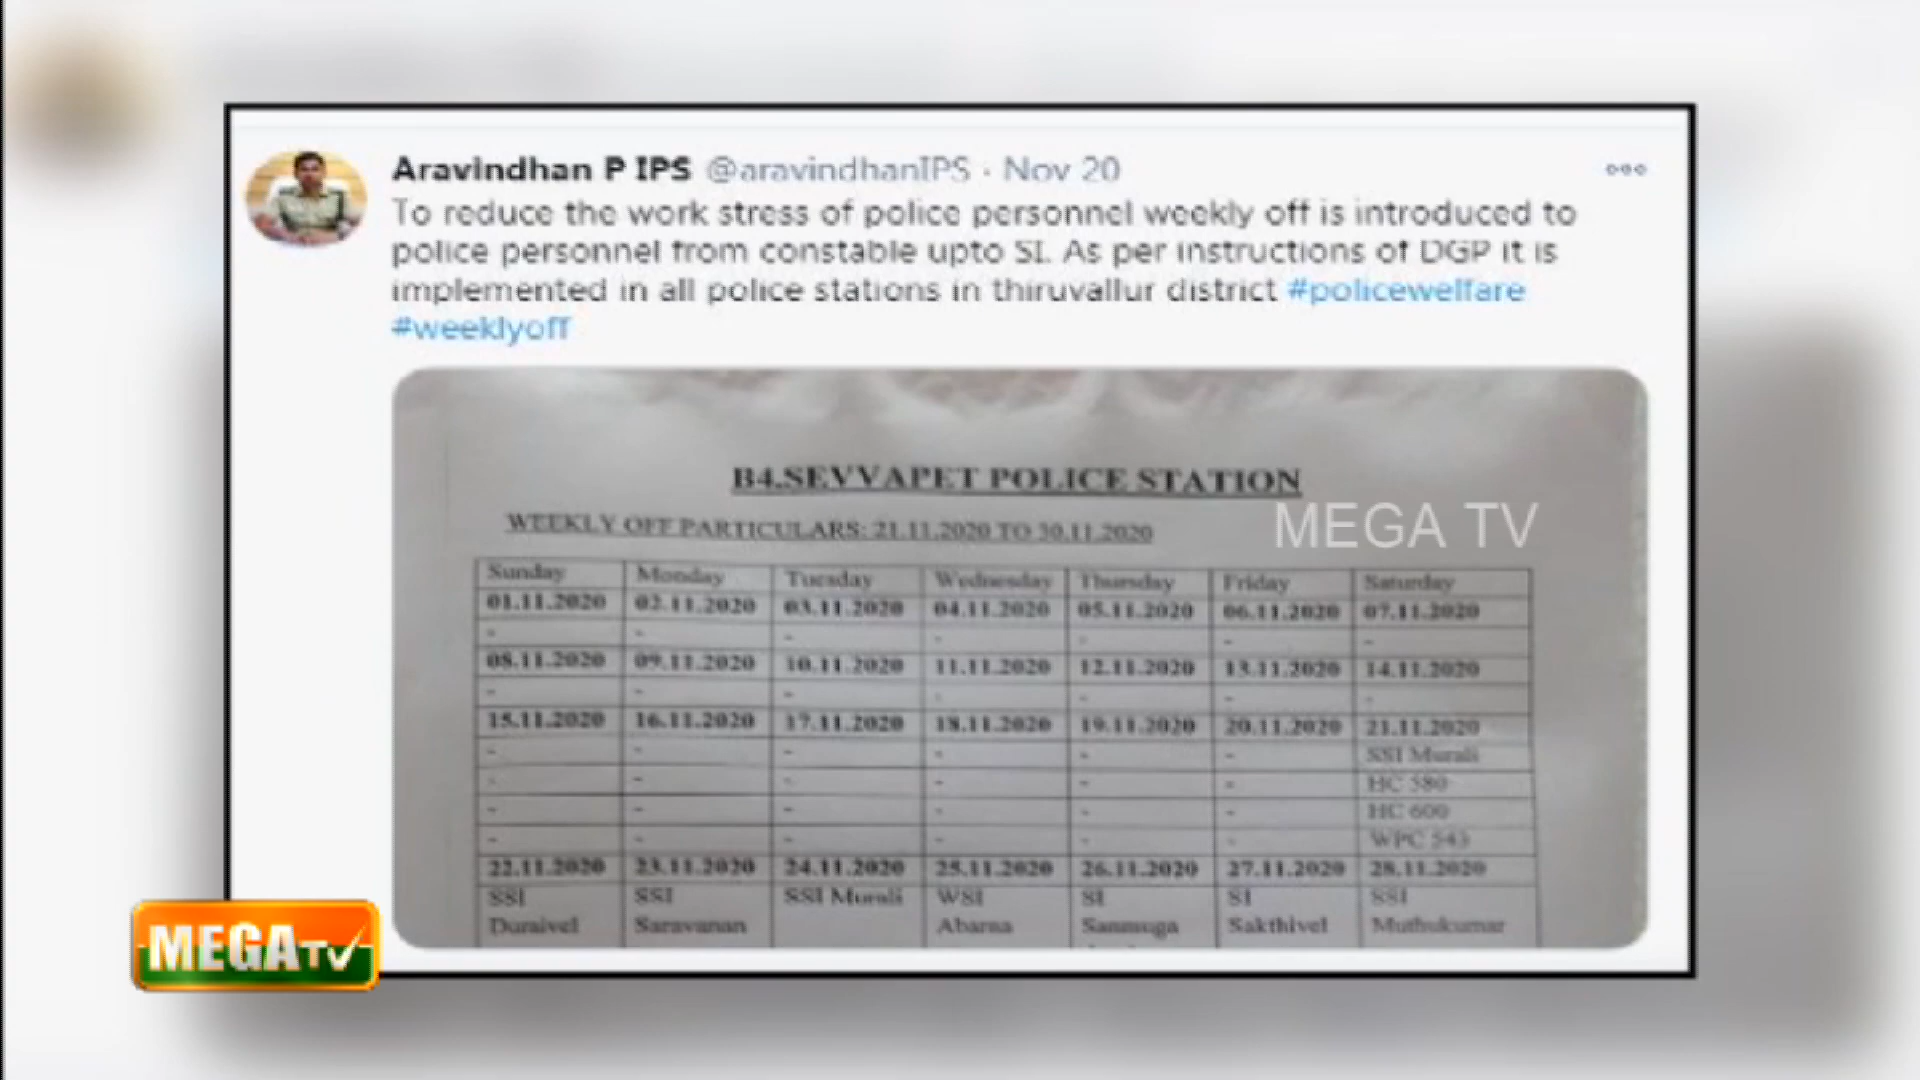 Aravindhan P IPS @aravindhanIPS · Nov 20
To reduce the work stress of police personnel weekly off is introduced to
police personnel from constable upto SI. As per instructions of DGP it is
implemented in all police stations in thiruvallur district #policewelfare
#weeklyoff
B4.SEVVAPET POLICE STATION
MEGA TV
WEEKLY OFF PARTICULARS: 21.11.2020 TO 30.11.2020
Sunday Monday Tuesday Wednesday Thursday Friday Saturday
01.11.2020 02.11.2020 03.11.2020 04.11.2020 05.11.2020 06.11.2020 07.11.2020
- - - - - - -
08.11.2020 09.11.2020 10.11.2020 11.11.2020 12.11.2020 13.11.2020 14.11.2020
- - - - - - -
15.11.2020 16.11.2020 17.11.2020 18.11.2020 19.11.2020 20.11.2020 21.11.2020
- - - - - - SSI Murali
- - - - - - HC 580
- - - - - - HC 600
- - - - - - WPC 543
22.11.2020 23.11.2020 24.11.2020 25.11.2020 26.11.2020 27.11.2020 28.11.2020
SSI SSI SSI Murali WSI SI SI SSI
Duraivel Saravanan Abarna Sanmuga Sakthivel Muthukumar
MEGA TV